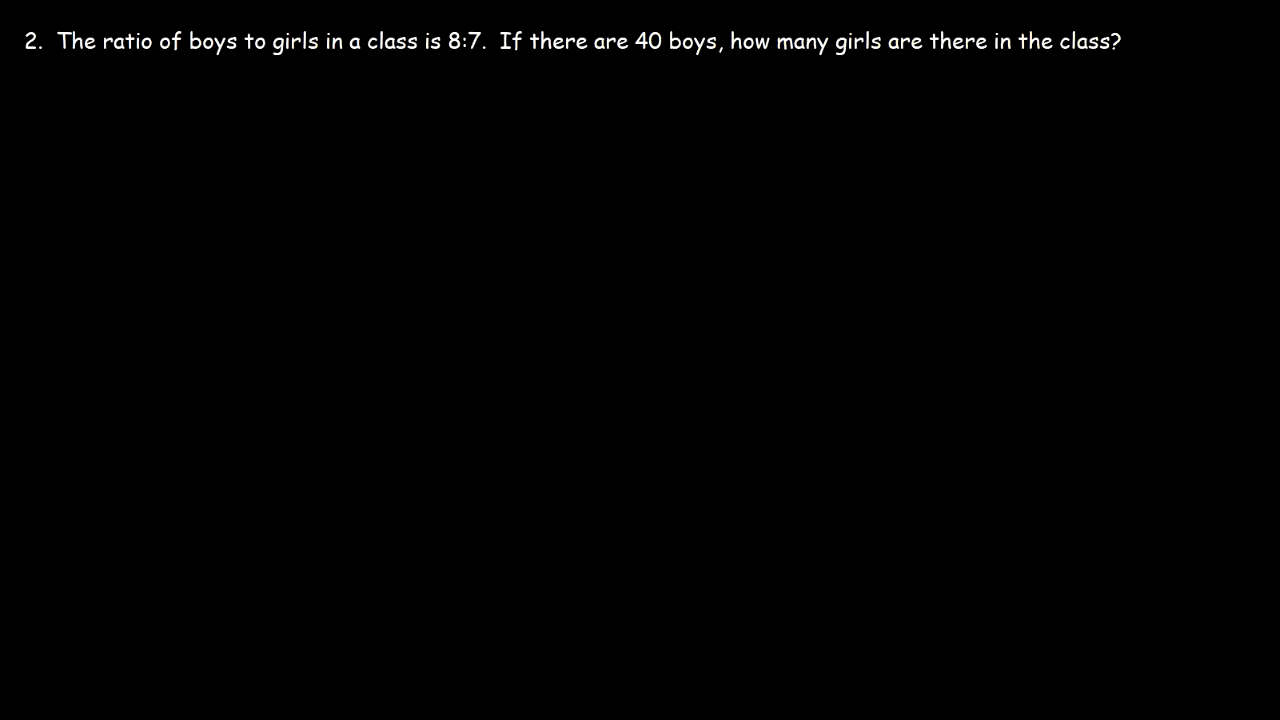 2. The ratio of boys to girls in a class is 8:7. If there are 40 boys, how many girls are there in the class?